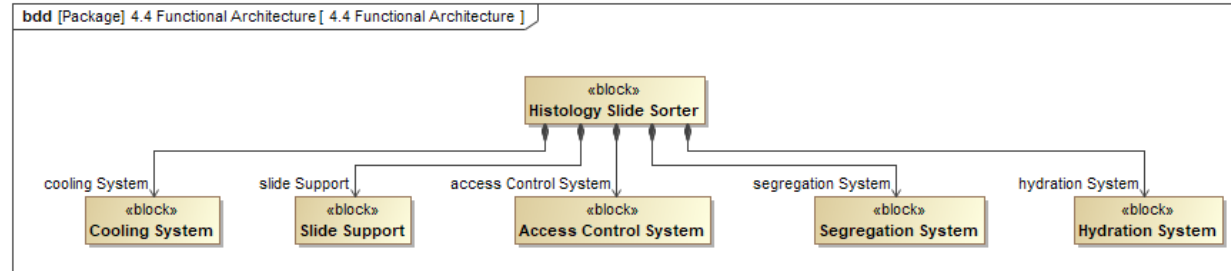 bdd [Package] 4.4 Functional Architecture [ 4.4 Functional Architecture ]
«block»
Histology Slide Sorter
cooling System
slide Support
access Control System
segregation System
hydration System
«block»
Cooling System
«block»
Slide Support
«block»
Access Control System
«block»
Segregation System
«block»
Hydration System